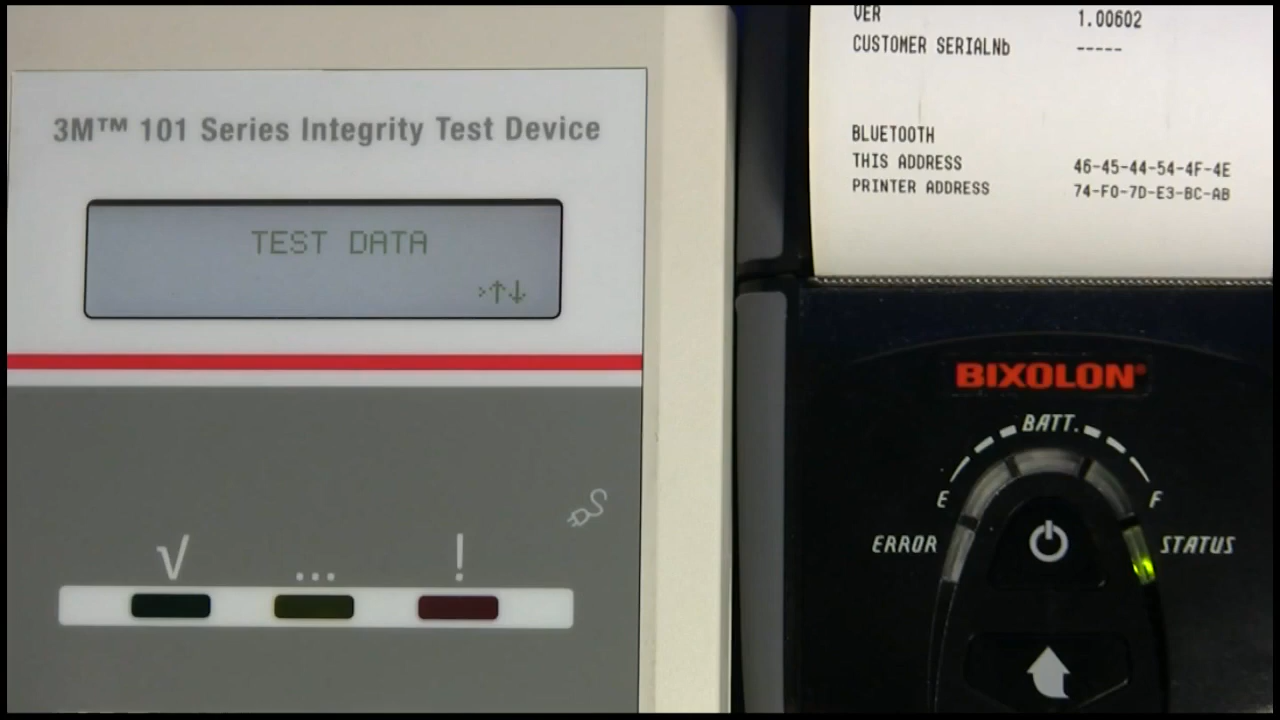 3M™ 101 Series Integrity Test Device
TEST DATA
>↑↓
√
...
!
VER 1.00602
CUSTOMER SERIALNb -----
BLUETOOTH
THIS ADDRESS 46-45-44-54-4F-4E
PRINTER ADDRESS 74-F0-7D-E3-BC-AB
BIXOLON®
BATT.
E F
ERROR STATUS